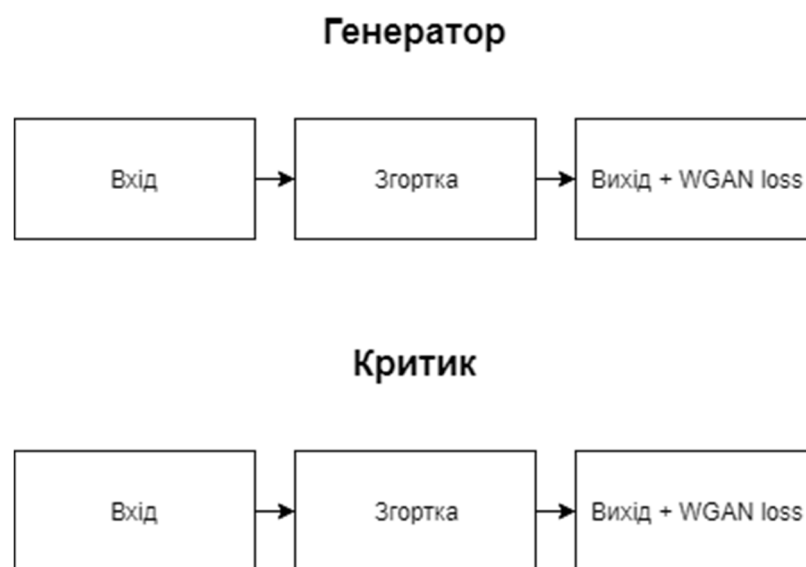 Генератор
Вхід
Згортка
Вихід + WGAN loss
Критик
Вхід
Згортка
Вихід + WGAN loss